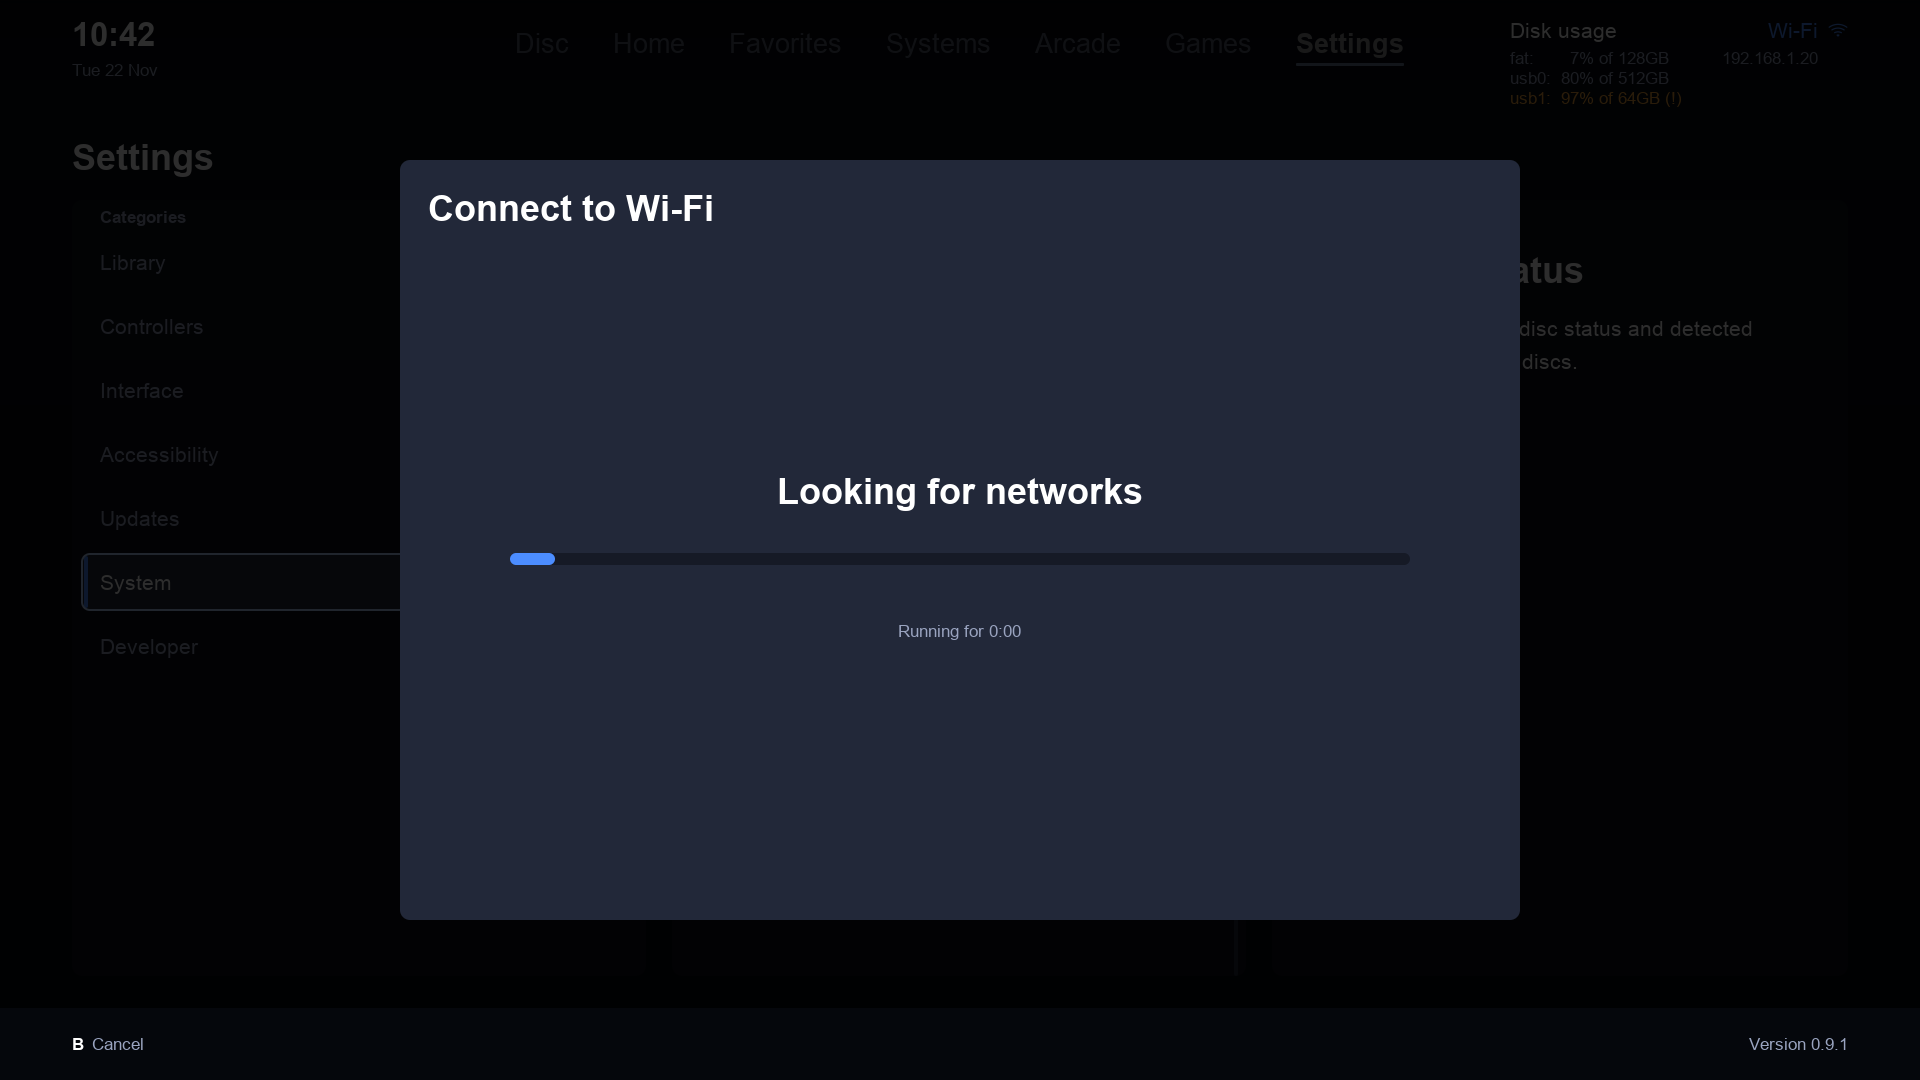 10:42
Tue 22 Nov
Disc Home Favorites Systems Arcade Games Settings
Disk usage
fat: 7% of 128GB
usb0: 80% of 512GB
usb1: 97% of 64GB (!)
Wi-Fi
192.168.1.20
Settings
Categories
Library
Controllers
Interface
Accessibility
Updates
System
Developer
Connect to Wi-Fi
Looking for networks
Running for 0:00
atus
disc status and detected
discs.
B Cancel
Version 0.9.1